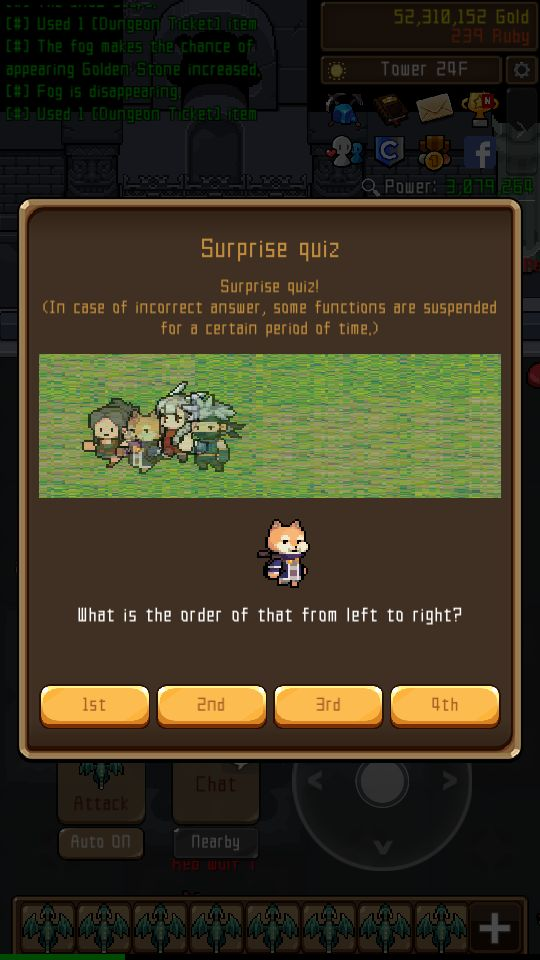 [#] Used 1 [Dungeon Ticket] item
[#] The fog makes the chance of
appearing Golden Stone increased.
[#] Fog is disappearing!
[#] Used 1 [Dungeon Ticket] item
52,310,152 Gold
239 Ruby
Tower 24F
N
C
1
f
Power: 3,079,264
Surprise quiz
Surprise quiz!
(In case of incorrect answer, some functions are suspended
for a certain period of time.)
What is the order of that from left to right?
1st
2nd
3rd
4th
Attack
Chat
Auto ON
Nearby